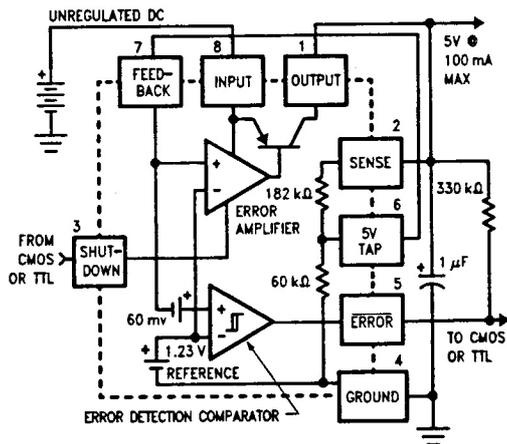 UNREGULATED DC
7
8
1
FEED-
BACK
INPUT
OUTPUT
5V @
100 mA
MAX
+
2
SENSE
+
−
182 kΩ
330 kΩ
ERROR
AMPLIFIER
6
5V
TAP
3
FROM
CMOS
OR TTL
SHUT-
DOWN
60 kΩ
+
1 μF
5
ERROR
60 mv
+
+
−
TO CMOS
OR TTL
+
1.23 V
REFERENCE
4
GROUND
ERROR DETECTION COMPARATOR